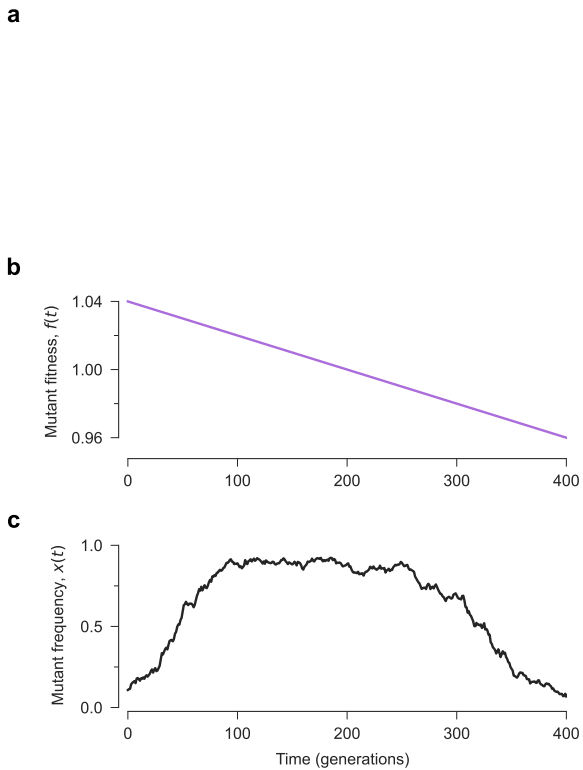 a
b
Mutant fitness, f(t)
1.04
1.00
0.96
0 100 200 300 400
c
Mutant frequency, x(t)
1.0
0.5
0.0
0 100 200 300 400
Time (generations)